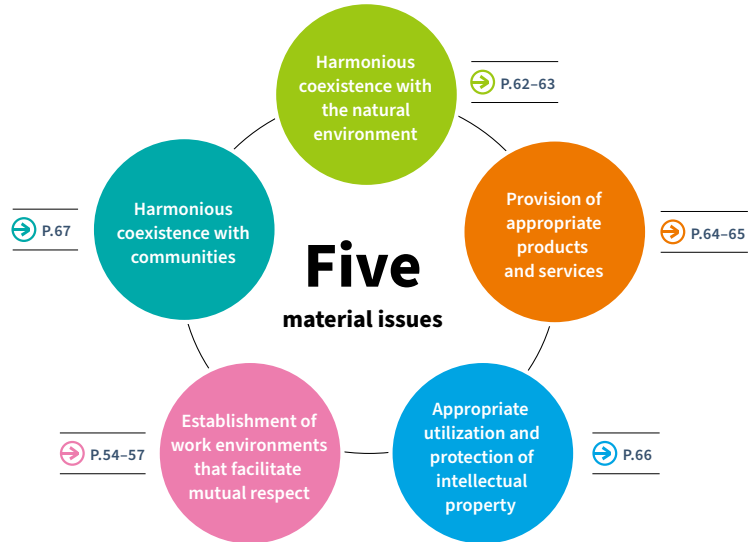 Harmonious
coexistence with
the natural
environment
P.62–63
Provision of
appropriate
products
and services
P.64–65
Appropriate
utilization and
protection of
intellectual
property
P.66
Establishment of
work environments
that facilitate
mutual respect
P.54–57
Harmonious
coexistence with
communities
P.67
Five
material issues